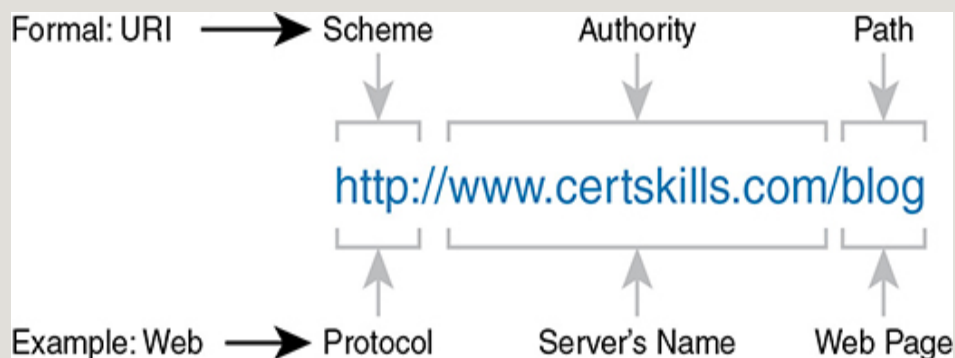 Formal: URI Scheme Authority Path
http://www.certskills.com/blog
Example: Web Protocol Server's Name Web Page